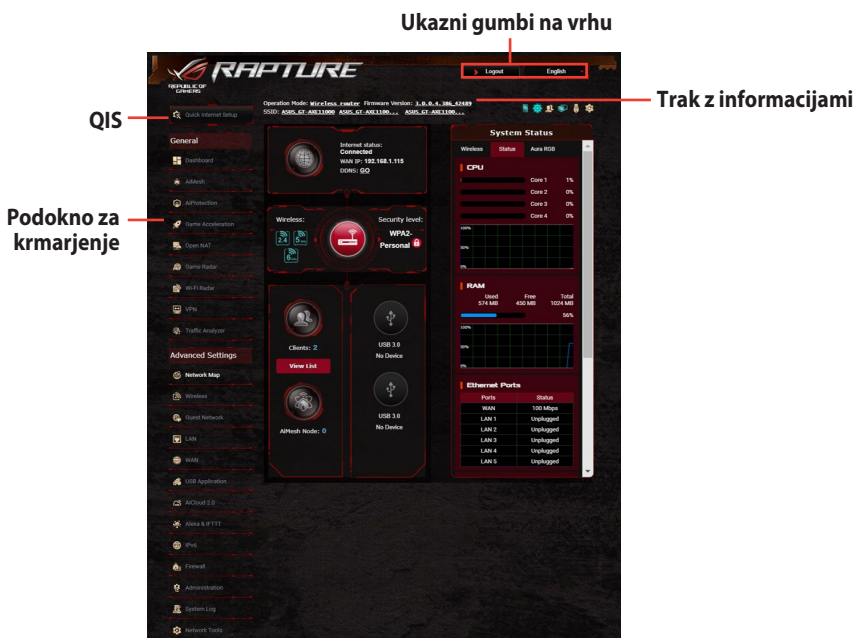 Ukazni gumbi na vrhu
RAPTURE
REPUBLIC OF
GAMERS
Logout
English
QIS
Quick Internet Setup
Operation Mode: Wireless router Firmware Version: 3.0.0.4.386_42489
SSID: ASUS_GT-AXE11000 ASUS_GT-AXE1100... ASUS_GT-AXE1100...
Trak z informacijami
Podokno za
krmarjenje
General
Dashboard
AiMesh
AiProtection
Game Acceleration
Open NAT
Game Radar
Wi-Fi Radar
VPN
Traffic Analyzer
Advanced Settings
Network Map
Wireless
Guest Network
LAN
WAN
USB Application
AiCloud 2.0
Alexa & IFTTT
IPv6
Firewall
Administration
System Log
Network Tools
Internet status:
Connected
WAN IP: 192.168.1.115
DDNS: GO
Wireless:
2.4
5
6
Security level:
WPA2-
Personal
Clients: 2
View List
AiMesh Node: 0
USB 3.0
No Device
USB 3.0
No Device
System Status
Wireless Status Aura RGB
CPU
Core 1 1%
Core 2 0%
Core 3 0%
Core 4 0%
100%
50%
0%
RAM
Used Free Total
574 MB 450 MB 1024 MB
56%
100%
50%
0%
Ethernet Ports
Ports Status
WAN 100 Mbps
LAN 1 Unplugged
LAN 2 Unplugged
LAN 3 Unplugged
LAN 4 Unplugged
LAN 5 Unplugged